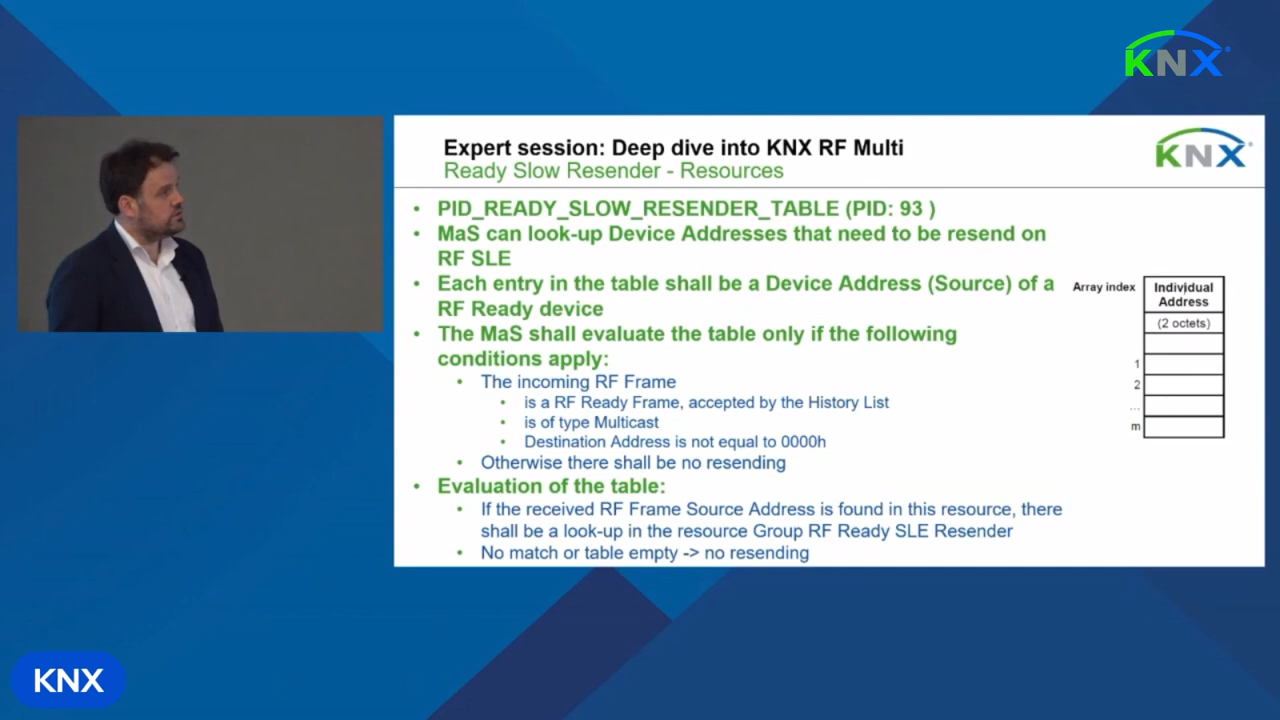 KNX
Expert session: Deep dive into KNX RF Multi
Ready Slow Resender - Resources
KNX
• PID_READY_SLOW_RESENDER_TABLE (PID: 93 )
• MaS can look-up Device Addresses that need to be resend on
RF SLE
• Each entry in the table shall be a Device Address (Source) of a
RF Ready device
• The MaS shall evaluate the table only if the following
conditions apply:
• The incoming RF Frame
• is a RF Ready Frame, accepted by the History List
• is of type Multicast
• Destination Address is not equal to 0000h
• Otherwise there shall be no resending
• Evaluation of the table:
• If the received RF Frame Source Address is found in this resource, there
shall be a look-up in the resource Group RF Ready SLE Resender
• No match or table empty -> no resending
Array index
Individual
Address
(2 octets)
1
2
...
m
KNX